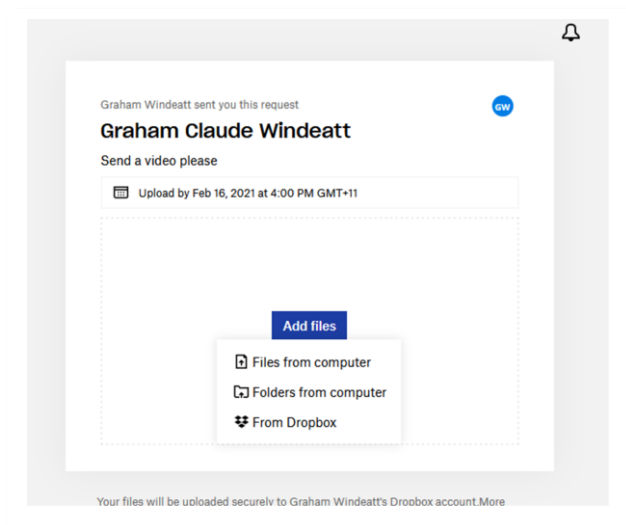 Graham Windeatt sent you this request
GW
Graham Claude Windeatt
Send a video please
Upload by Feb 16, 2021 at 4:00 PM GMT+11
Add files
Files from computer
Folders from computer
From Dropbox
Your files will be uploaded securely to Graham Windeatt's Dropbox account.More